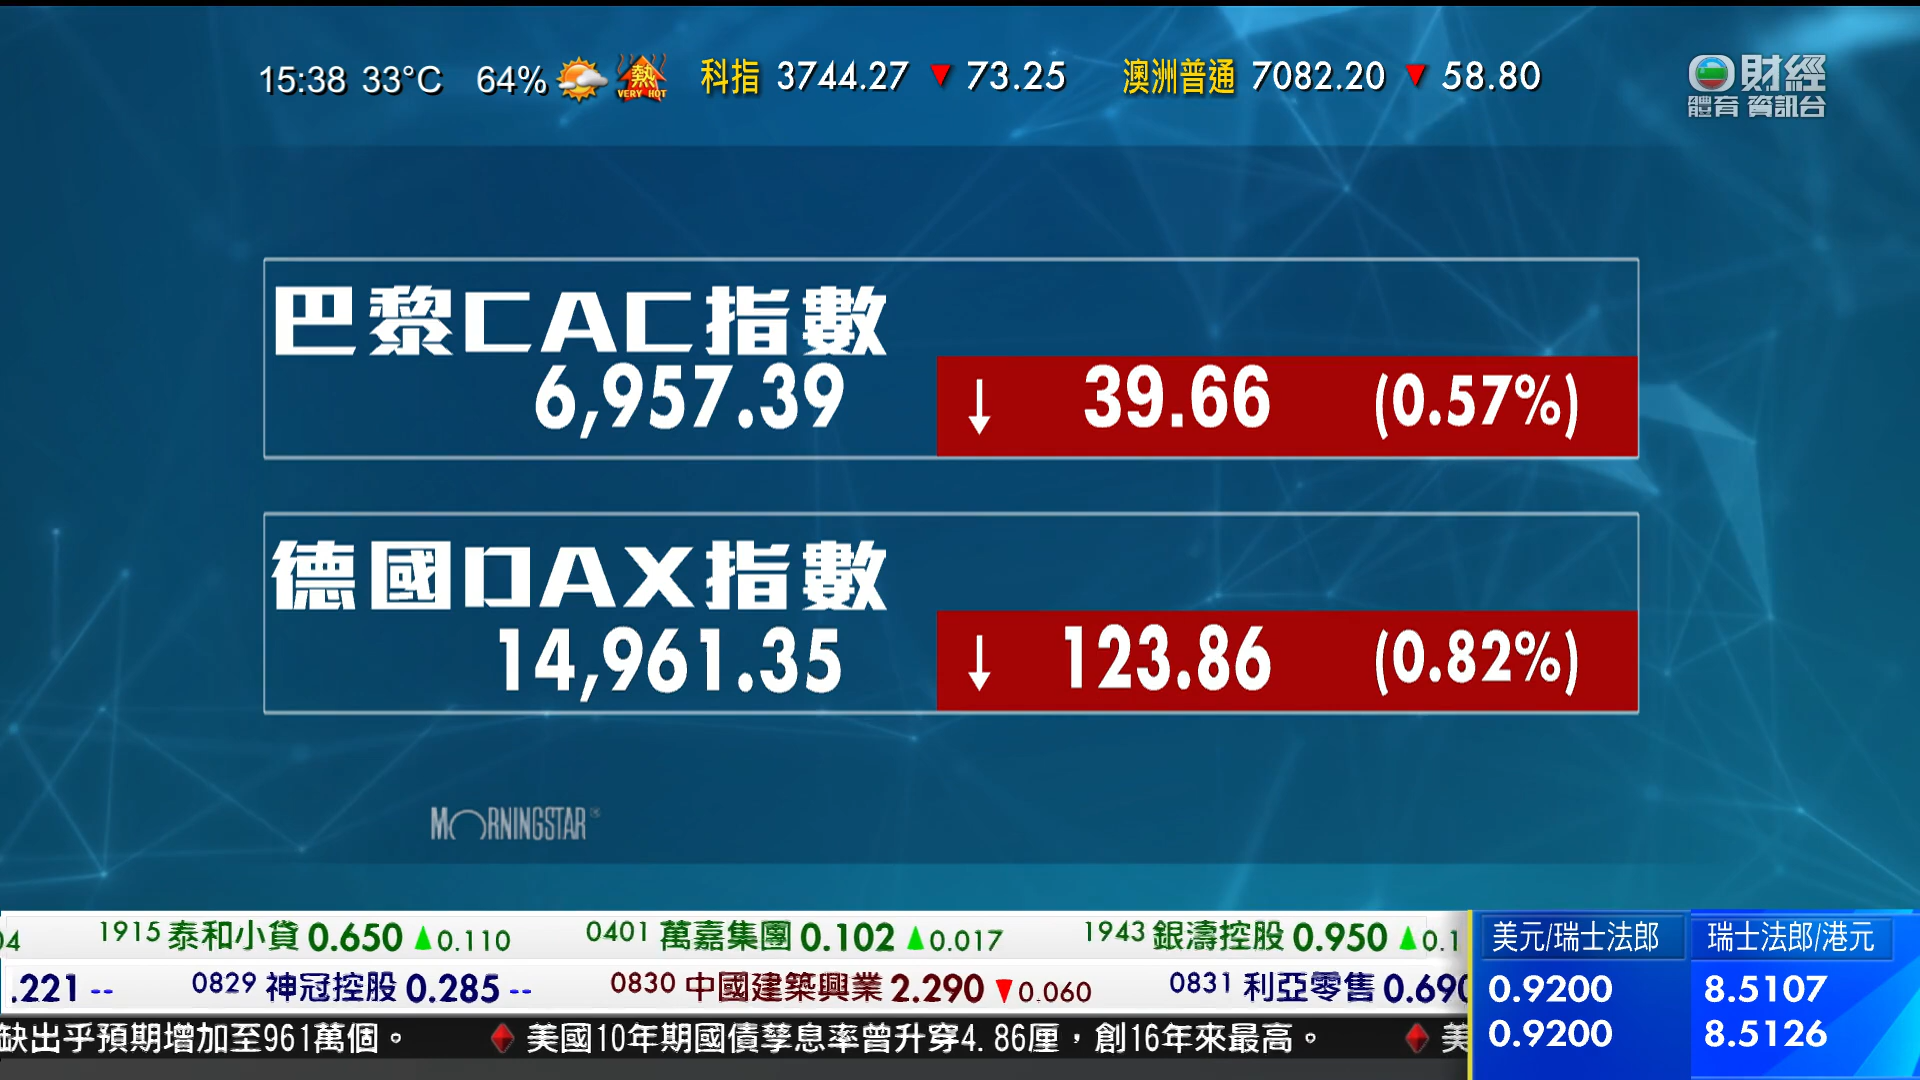 15:38 33°C 64% 熱 VERY HOT 科指 3744.27 ▼ 73.25 澳洲普通 7082.20 ▼ 58.80
財經
體育 資訊台
巴黎CAC指數
6,957.39 ↓ 39.66 (0.57%)
德國DAX指數
14,961.35 ↓ 123.86 (0.82%)
MORNINGSTAR
04 1915 泰和小貸 0.650 ▲0.110 0401 萬嘉集團 0.102 ▲0.017 1943 銀濤控股 0.950 ▲0.1
.221 -- 0829 神冠控股 0.285 -- 0830 中國建築興業 2.290 ▼0.060 0831 利亞零售 0.690
缺出乎預期增加至961萬個。 ♦ 美國10年期國債孳息率曾升穿4.86厘，創16年來最高。 ♦ 美
美元/瑞士法郎 瑞士法郎/港元
0.9200 8.5107
0.9200 8.5126